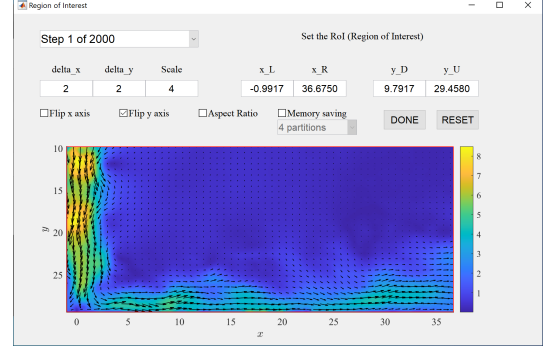 Region of Interest
Step 1 of 2000
Set the RoI (Region of Interest)
delta_x delta_y Scale x_L x_R y_D y_U
2 2 4 -0.9917 36.6750 9.7917 29.4580
Flip x axis Flip y axis Aspect Ratio Memory saving
4 partitions
DONE RESET
10
15
20
25
y
0 5 10 15 20 25 30 35
x
8
7
6
5
4
3
2
1